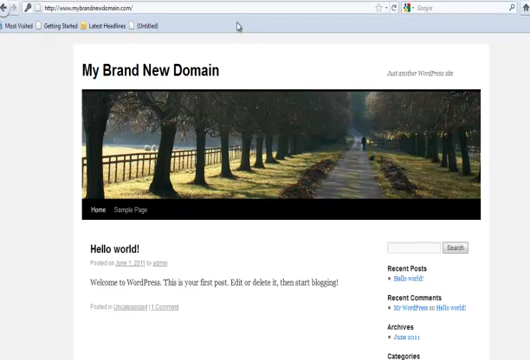 http://www.mybrandnewdomain.com/
Google
Most Visited Getting Started Latest Headlines (Untitled)
My Brand New Domain
Just another WordPress site
Home Sample Page
Hello world!
Posted on June 1, 2011 by admin
Welcome to WordPress. This is your first post. Edit or delete it, then start blogging!
Posted in Uncategorized | 1 Comment
Search
Recent Posts
Hello world!
Recent Comments
Mr WordPress on Hello world!
Archives
June 2011
Categories